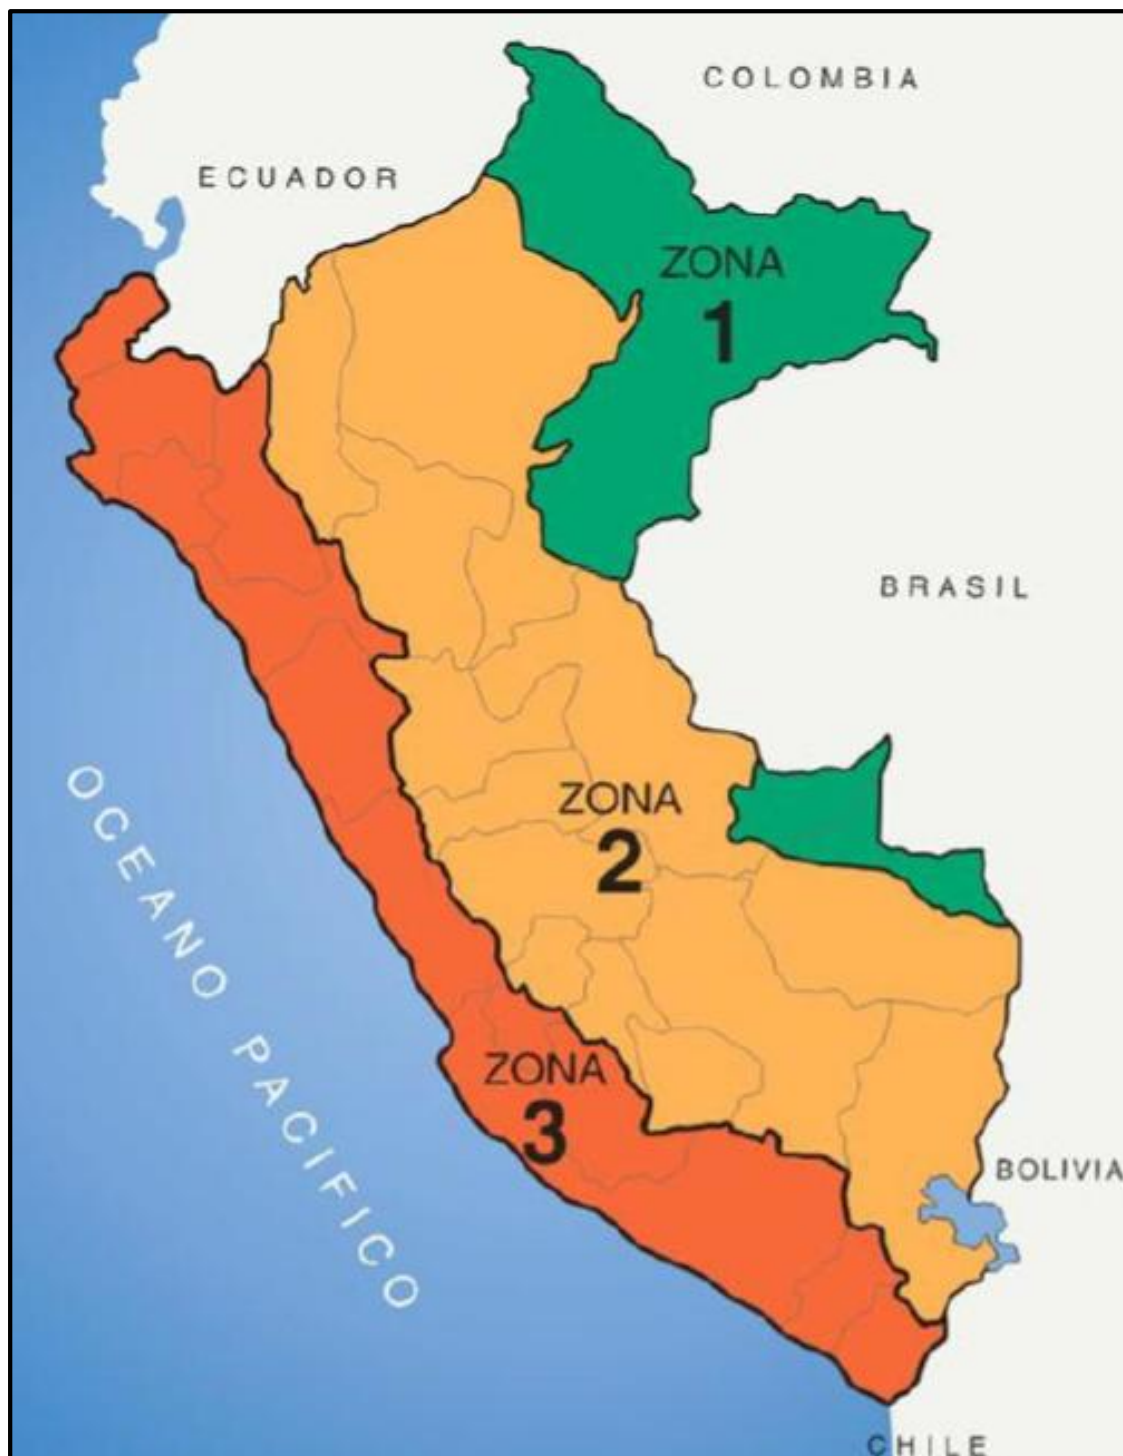 COLOMBIA
ECUADOR
ZONA
1
BRASIL
ZONA
2
OCEANO PACIFICO
ZONA
3
BOLIVIA
CHILE